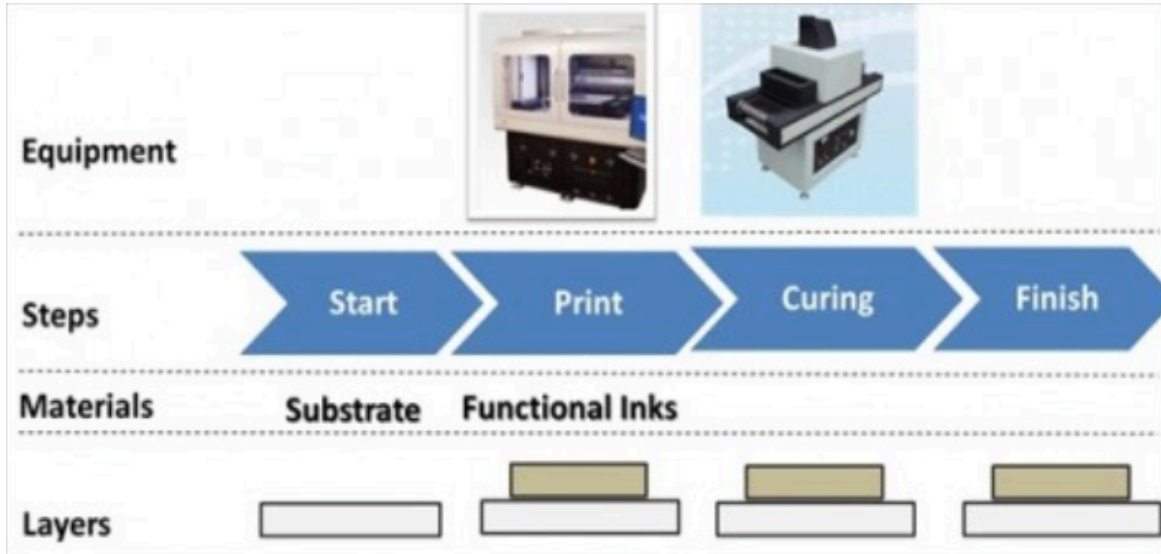 Equipment
Steps
Start
Print
Curing
Finish
Materials
Substrate
Functional Inks
Layers